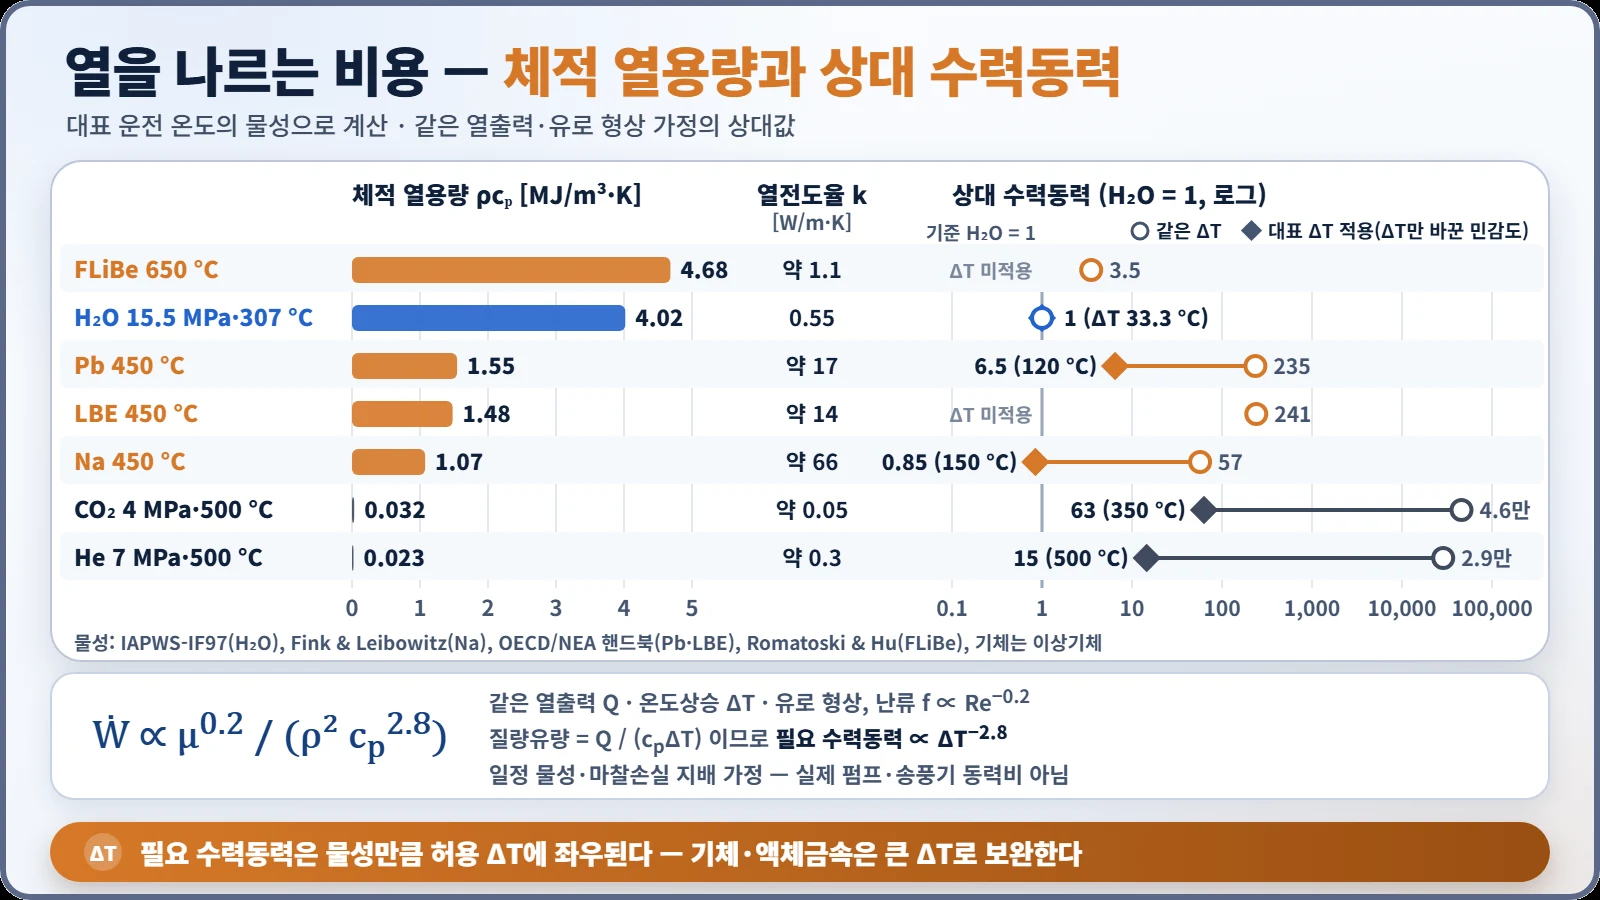 열을 나르는 비용 — 체적 열용량과 상대 수력동력
대표 운전 온도의 물성으로 계산 · 같은 열출력·유로 형상 가정의 상대값
체적 열용량 ρcₚ [MJ/m³·K]
열전도율 k
[W/m·K]
상대 수력동력 (H₂O = 1, 로그)
기준 H₂O = 1
같은 ΔT
대표 ΔT 적용(ΔT만 바꾼 민감도)
FLiBe 650 °C 4.68 약 1.1 ΔT 미적용 3.5
H₂O 15.5 MPa·307 °C 4.02 0.55 1 (ΔT 33.3 °C)
Pb 450 °C 1.55 약 17 6.5 (120 °C) 235
LBE 450 °C 1.48 약 14 ΔT 미적용 241
Na 450 °C 1.07 약 66 0.85 (150 °C) 57
CO₂ 4 MPa·500 °C 0.032 약 0.05 63 (350 °C) 4.6만
He 7 MPa·500 °C 0.023 약 0.3 15 (500 °C) 2.9만
0 1 2 3 4 5 0.1 1 10 100 1,000 10,000 100,000
물성: IAPWS-IF97(H₂O), Fink & Leibowitz(Na), OECD/NEA 핸드북(Pb·LBE), Romatoski & Hu(FLiBe), 기체는 이상기체
Ẇ ∝ μ^0.2 / (ρ² c_p^2.8)
같은 열출력 Q · 온도상승 ΔT · 유로 형상, 난류 f ∝ Re^−0.2
질량유량 = Q / (c_pΔT) 이므로 필요 수력동력 ∝ ΔT^−2.8
일정 물성·마찰손실 지배 가정 — 실제 펌프·송풍기 동력비 아님
ΔT 필요 수력동력은 물성만큼 허용 ΔT에 좌우된다 — 기체·액체금속은 큰 ΔT로 보완한다